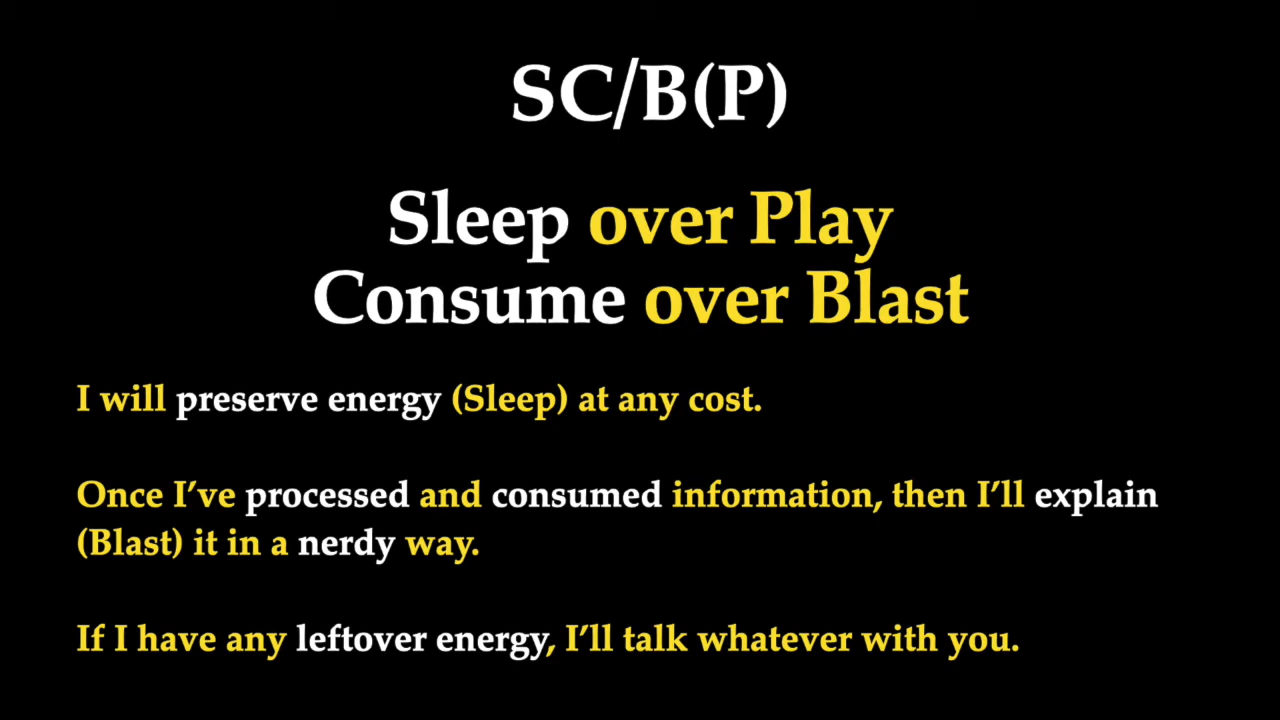 SC/B(P)
Sleep over Play
Consume over Blast
I will preserve energy (Sleep) at any cost.
Once I’ve processed and consumed information, then I’ll explain
(Blast) it in a nerdy way.
If I have any leftover energy, I’ll talk whatever with you.